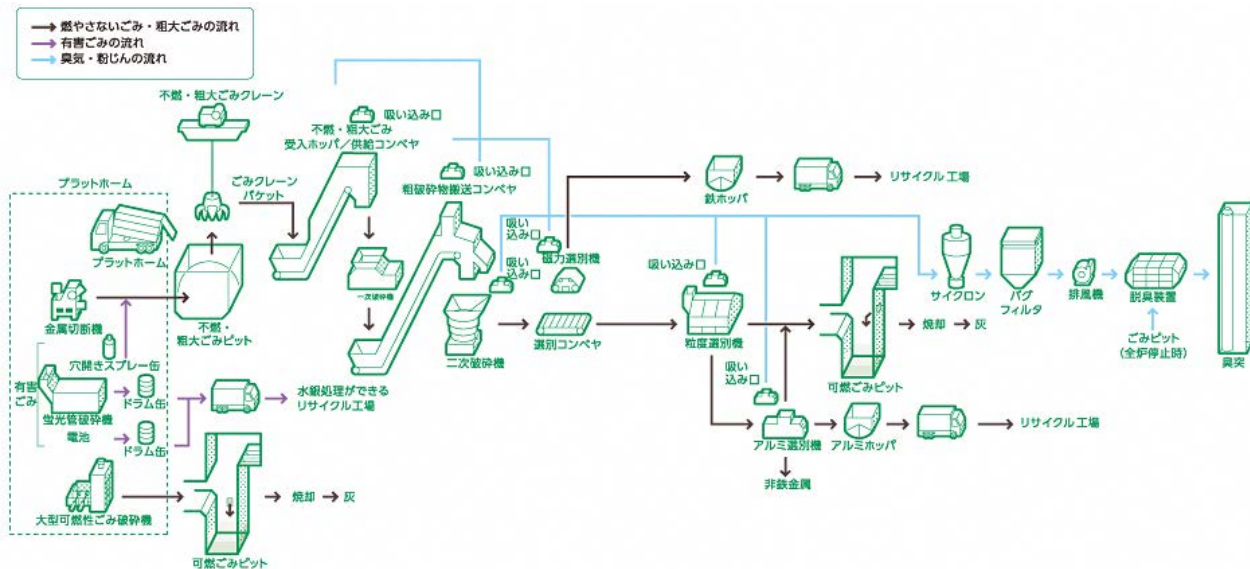 燃やさないごみ・粗大ごみの流れ
有害ごみの流れ
臭気・粉じんの流れ
不燃・粗大ごみクレーン
吸い込み口
不燃・粗大ごみ
受入ホッパ／供給コンベヤ
吸い込み口
粗破砕物搬送コンベヤ
プラットホーム
ごみクレーン
バケット
鉄ホッパ
リサイクル工場
プラットホーム
吸い
込み口
磁力選別機
吸い
込み口
吸い込み口
一次破砕機
金属切断機
不燃・
粗大ごみピット
サイクロン
バグ
フィルタ
排風機
脱臭装置
ごみピット
(全炉停止時)
臭突
二次破砕機
選別コンベヤ
粒度選別機
焼却
灰
可燃ごみピット
穴開きスプレー缶
有害
ごみ
蛍光管破砕機
ドラム缶
水銀処理ができる
リサイクル工場
電池
ドラム缶
吸い
込み口
アルミ選別機
アルミホッパ
リサイクル工場
非鉄金属
大型可燃性ごみ破砕機
焼却
灰
可燃ごみピット